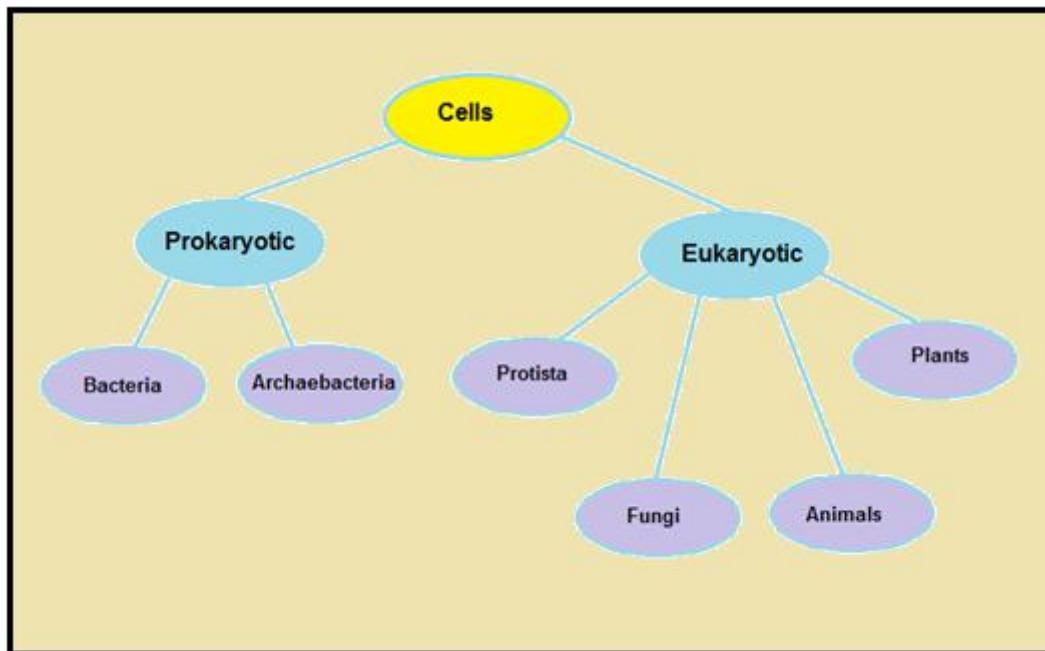 Cells
Prokaryotic
Eukaryotic
Bacteria
Archaebacteria
Protista
Plants
Fungi
Animals